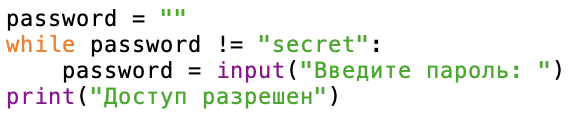 password = ""
while password != "secret":
    password = input("Введите пароль: ")
print("Доступ разрешен")